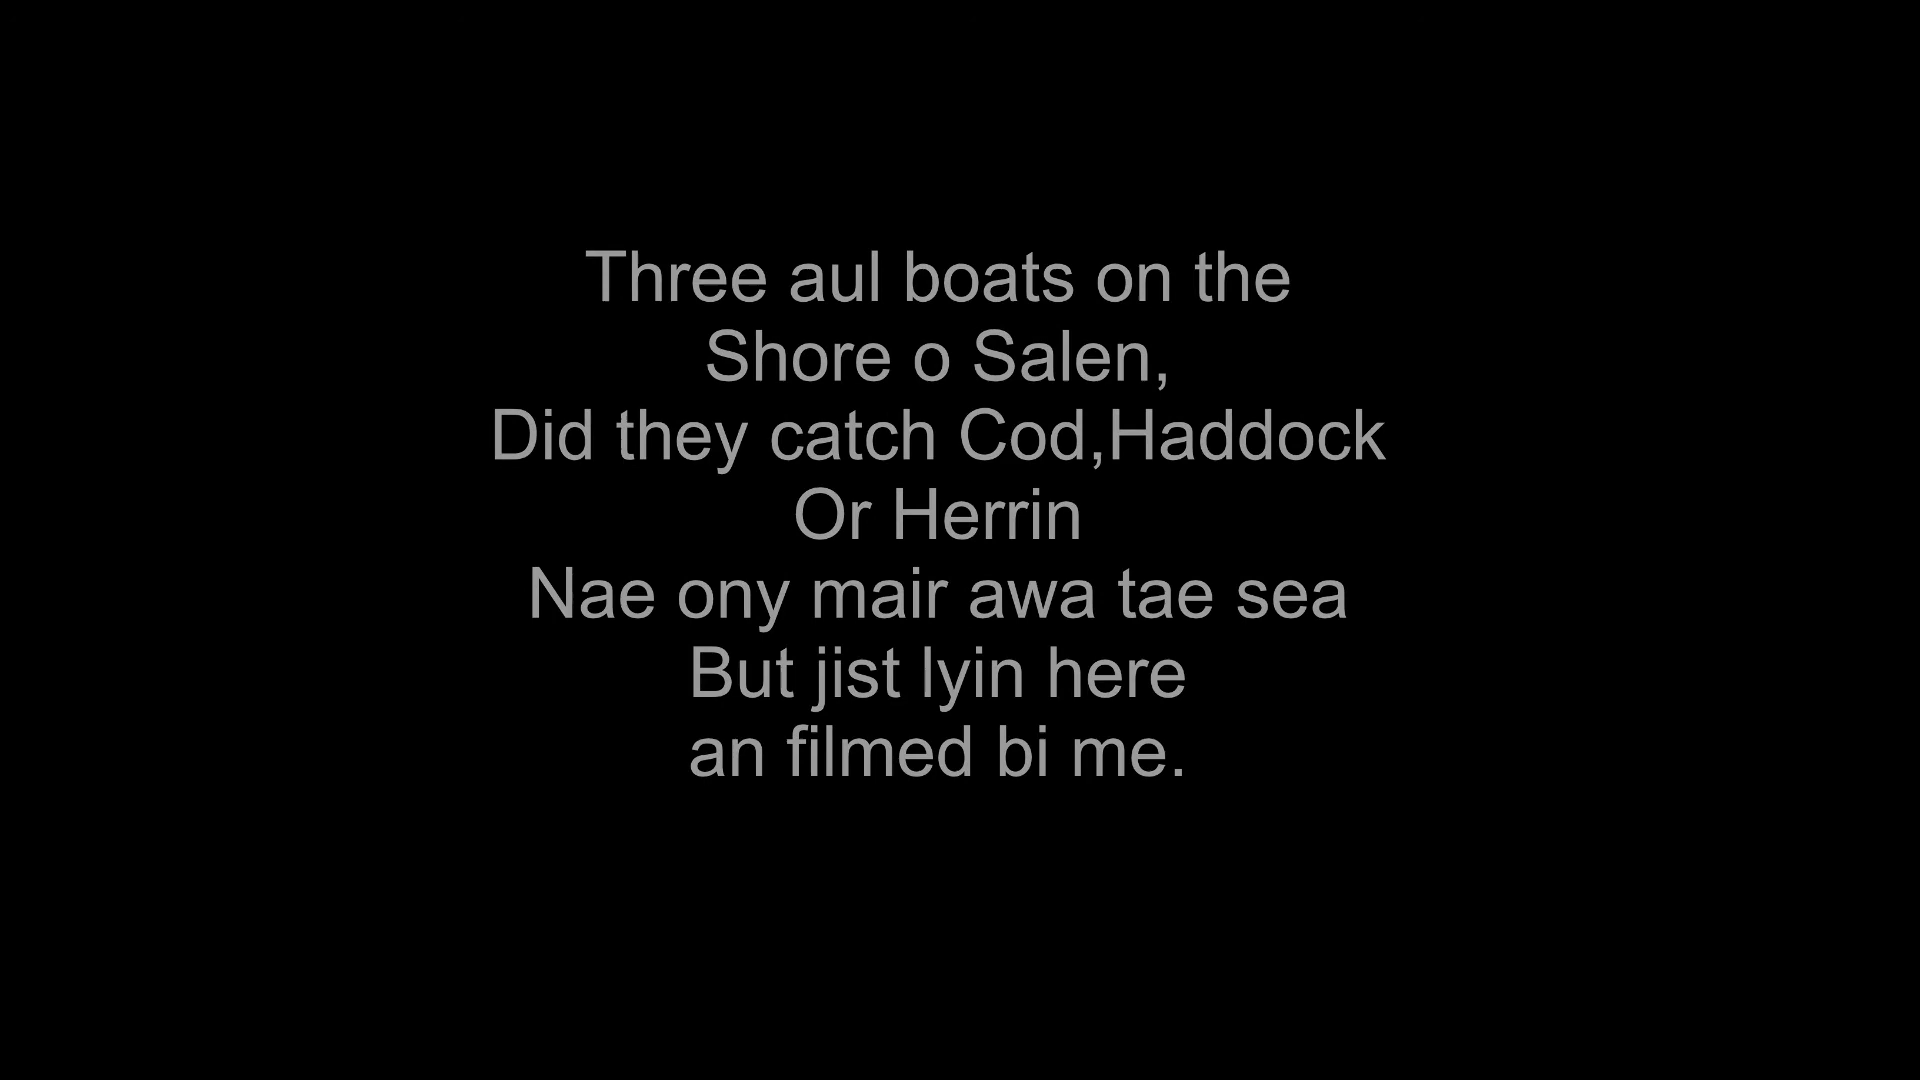 Three aul boats on the
Shore o Salen,
Did they catch Cod,Haddock
Or Herrin
Nae ony mair awa tae sea
But jist lyin here
an filmed bi me.